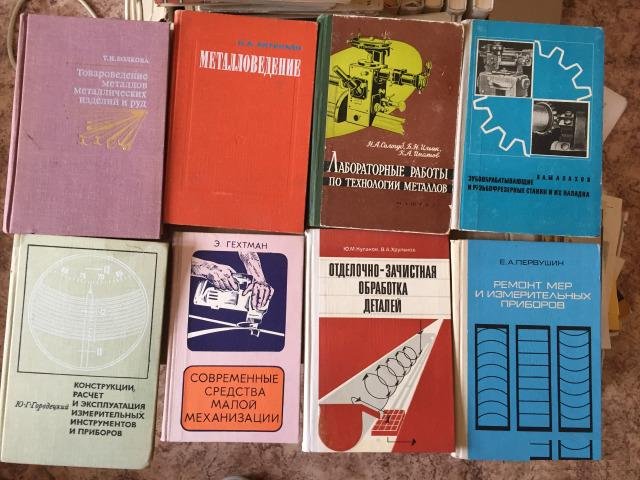 Т.Н. ВОЛКОВА
Товароведение
металлов
металлических
изделий и руд
МЕТАЛЛОВЕДЕНИЕ
ЛАБОРАТОРНЫЕ РАБОТЫ
ПО ТЕХНОЛОГИИ МЕТАЛЛОВ
ЗУБООБРАБАТЫВАЮЩИЕ
И РЕЗЬБОФРЕЗЕРНЫЕ СТАНКИ И ИХ НАЛАДКА
Ю·Г·Городецкий
КОНСТРУКЦИИ,
РАСЧЕТ
И ЭКСПЛУАТАЦИЯ
ИЗМЕРИТЕЛЬНЫХ
ИНСТРУМЕНТОВ
И ПРИБОРОВ
Э. ГЕХТМАН
СОВРЕМЕННЫЕ
СРЕДСТВА
МАЛОЙ
МЕХАНИЗАЦИИ
Ю.М.Кулаков, В.А.Хрульков
ОТДЕЛОЧНО-ЗАЧИСТНАЯ
ОБРАБОТКА
ДЕТАЛЕЙ
Е.А.ПЕРВУШИН
РЕМОНТ МЕР
И ИЗМЕРИТЕЛЬНЫХ
ПРИБОРОВ